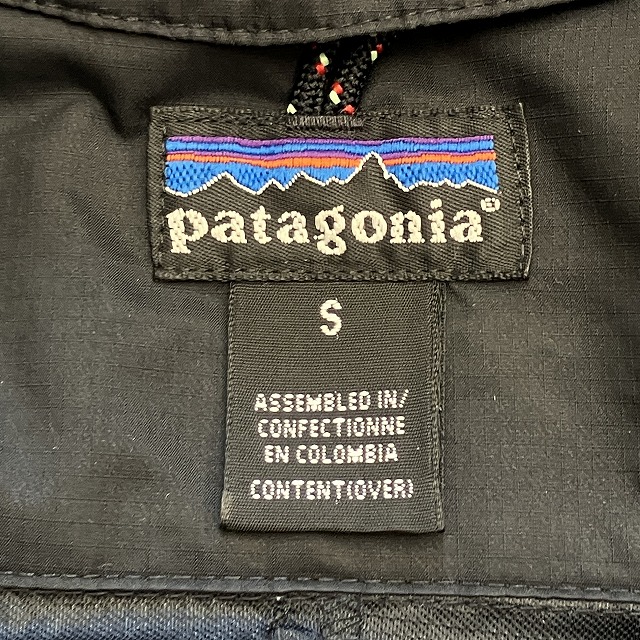 patagonia®
S
ASSEMBLED IN/
CONFECTIONNE
EN COLOMBIA
CONTENT(OVER)